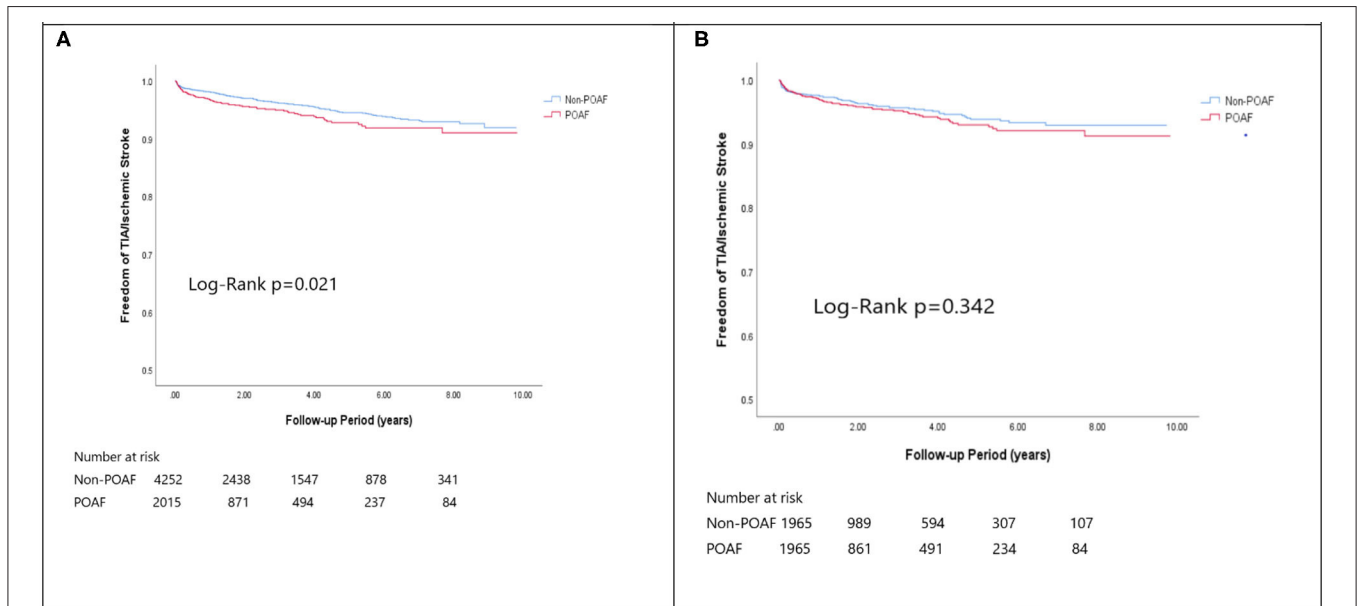 A
1.0
0.9
0.8
0.7
0.6
0.5
Freedom of TIA/Ischemic Stroke
Non-POAF
POAF
Log-Rank p=0.021
.00 2.00 4.00 6.00 8.00 10.00
Follow-up Period (years)
Number at risk
Non-POAF 4252 2438 1547 878 341
POAF 2015 871 494 237 84
B
1.0
0.9
0.8
0.7
0.6
0.5
Freedom of TIA/Ischemic Stroke
Non-POAF
POAF
Log-Rank p=0.342
.00 2.00 4.00 6.00 8.00 10.00
Follow-up Period (years)
Number at risk
Non-POAF 1965 989 594 307 107
POAF 1965 861 491 234 84